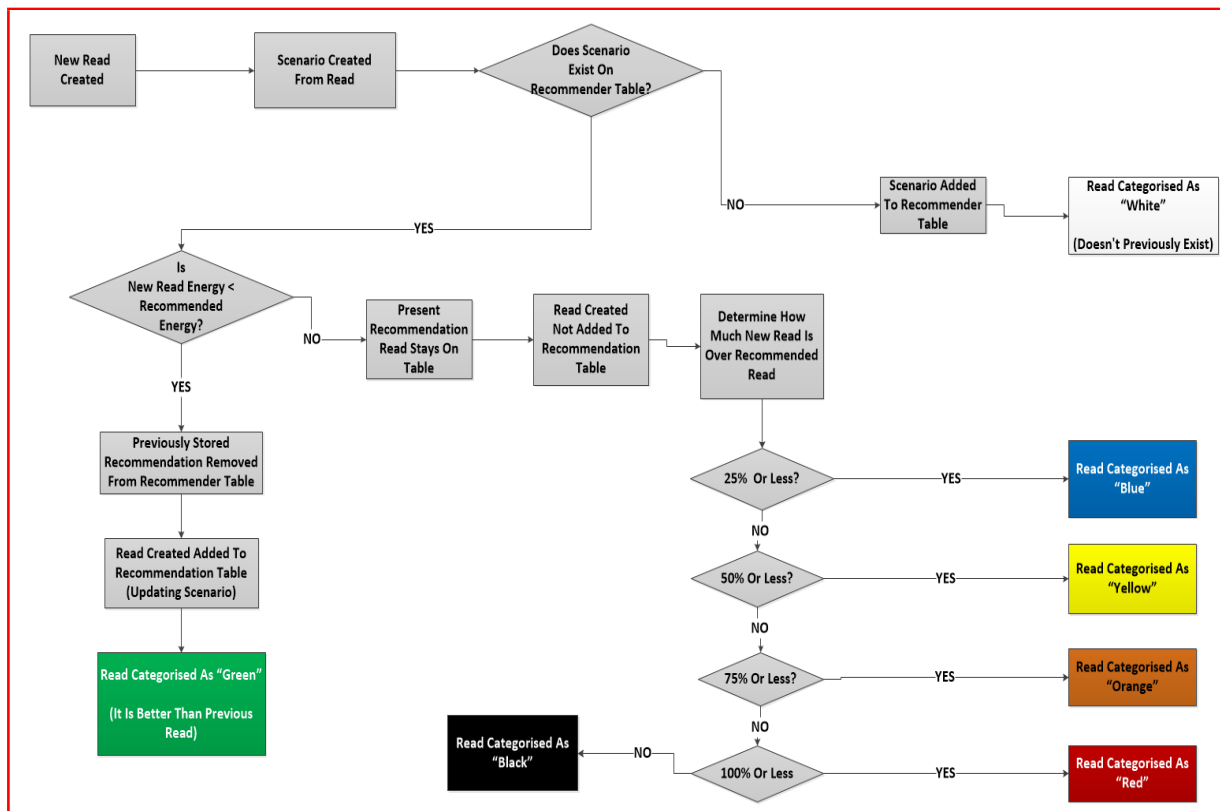 New Read
Created
Scenario Created
From Read
Does Scenario
Exist On
Recommender Table?
NO
Scenario Added
To Recommender
Table
Read Categorised As
“White”
(Doesn't Previously Exist)
YES
Is
New Read Energy <
Recommended
Energy?
NO
Present
Recommendation
Read Stays On
Table
Read Created
Not Added To
Recommendation
Table
Determine How
Much New Read Is
Over Recommended
Read
YES
Previously Stored
Recommendation Removed
From Recommender Table
Read Created Added To
Recommendation Table
(Updating Scenario)
Read Categorised As “Green”
(It Is Better Than Previous
Read)
25% Or Less?
YES
Read Categorised As
“Blue”
NO
50% Or Less?
YES
Read Categorised As
“Yellow”
NO
75% Or Less?
YES
Read Categorised As
“Orange”
NO
100% Or Less
YES
Read Categorised As
“Red”
NO
Read Categorised As
“Black”